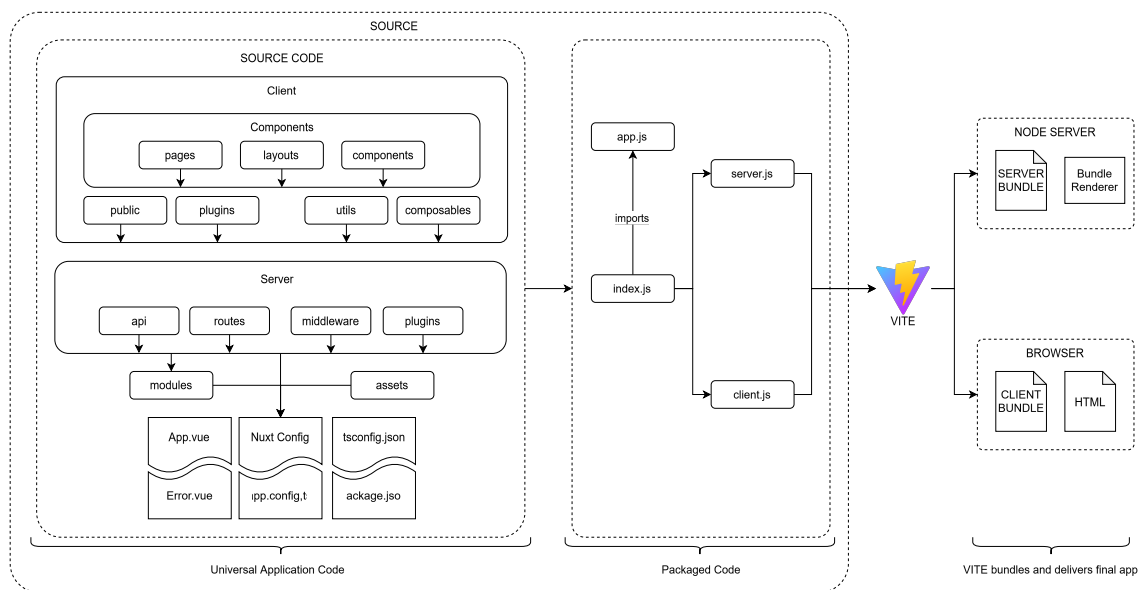 SOURCE
SOURCE CODE
Client
Components
pages
layouts
components
public
plugins
utils
composables
Server
api
routes
middleware
plugins
modules
assets
App.vue
Nuxt Config
tsconfig.json
Error.vue
app.config,ts
ackage.jso
Universal Application Code
app.js
imports
index.js
server.js
client.js
Packaged Code
VITE
NODE SERVER
SERVER
BUNDLE
Bundle
Renderer
BROWSER
CLIENT
BUNDLE
HTML
VITE bundles and delivers final app